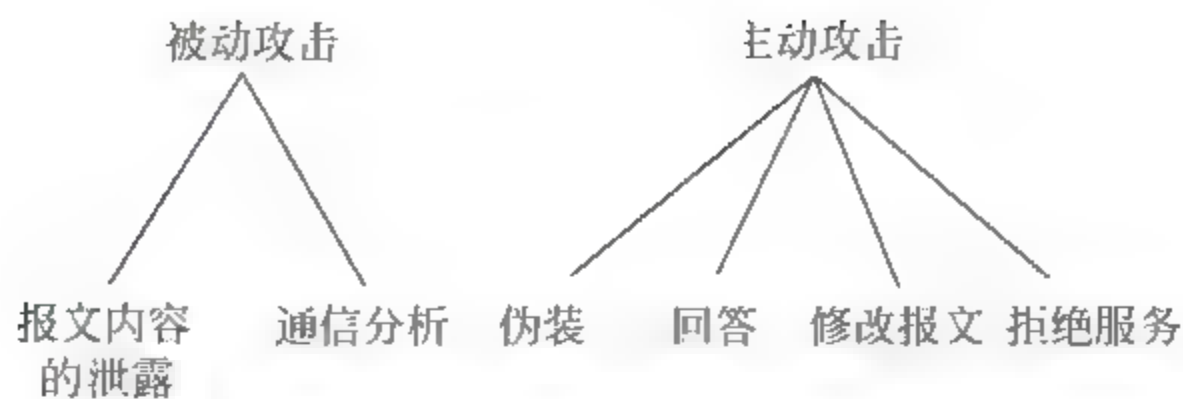 被动攻击
主动攻击
报文内容
的泄露
通信分析
伪装
回答
修改报文
拒绝服务